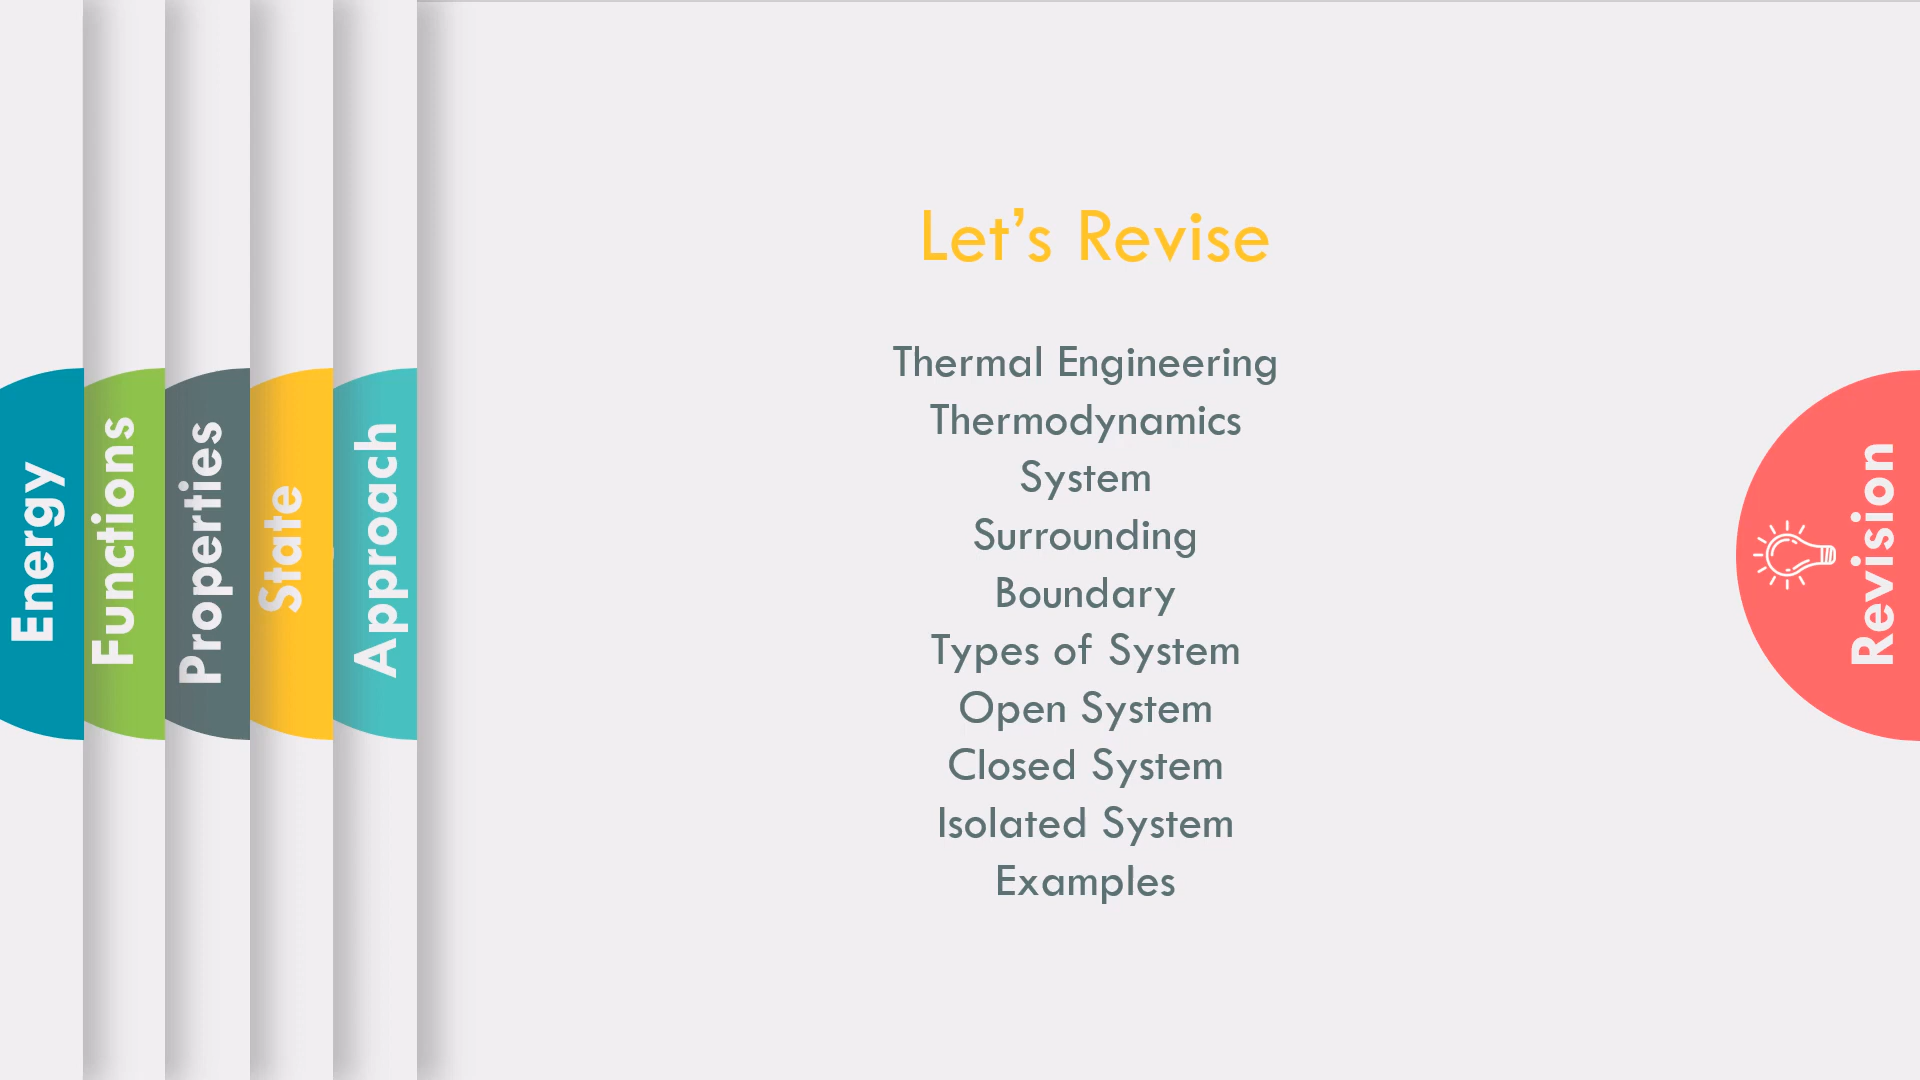 Energy
Functions
Properties
State
Approach
Let’s Revise
Thermal Engineering
Thermodynamics
System
Surrounding
Boundary
Types of System
Open System
Closed System
Isolated System
Examples
Revision